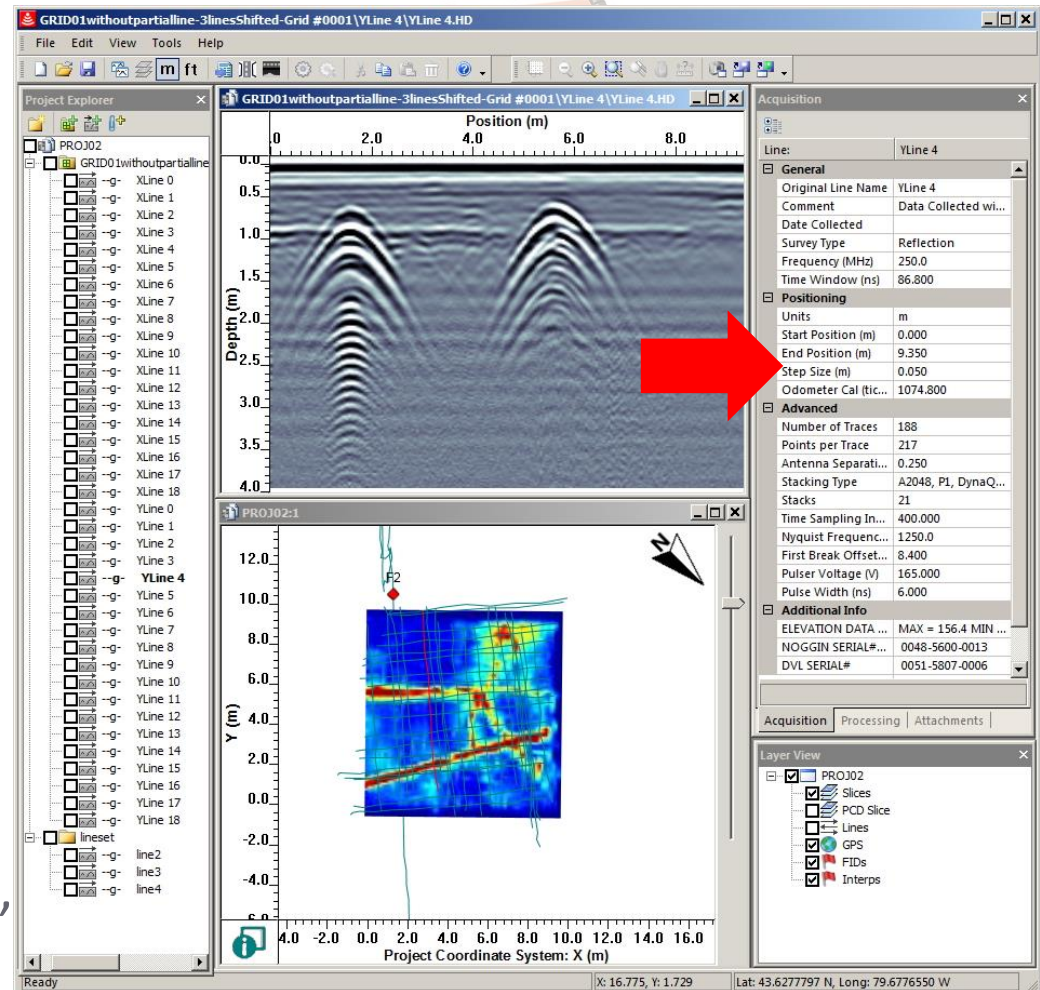 GRID01withoutpartialline-3linesShifted-Grid #0001\YLine 4\YLine 4.HD
File Edit View Tools Help
m ft
Project Explorer
PROJ02
GRID01withoutpartialline
--g- XLine 0
--g- XLine 1
--g- XLine 2
--g- XLine 3
--g- XLine 4
--g- XLine 5
--g- XLine 6
--g- XLine 7
--g- XLine 8
--g- XLine 9
--g- XLine 10
--g- XLine 11
--g- XLine 12
--g- XLine 13
--g- XLine 14
--g- XLine 15
--g- XLine 16
--g- XLine 17
--g- XLine 18
--g- YLine 0
--g- YLine 1
--g- YLine 2
--g- YLine 3
--g- YLine 4
--g- YLine 5
--g- YLine 6
--g- YLine 7
--g- YLine 8
--g- YLine 9
--g- YLine 10
--g- YLine 11
--g- YLine 12
--g- YLine 13
--g- YLine 14
--g- YLine 15
--g- YLine 16
--g- YLine 17
--g- YLine 18
lineset
--g- line2
--g- line3
--g- line4
GRID01withoutpartialline-3linesShifted-Grid #0001\YLine 4\YLine 4.HD
Position (m)
.0 2.0 4.0 6.0 8.0
0.0
0.5
1.0
1.5
2.0
2.5
3.0
3.5
4.0
Depth (m)
PROJ02:1
N
F2
12.0
10.0
8.0
6.0
4.0
2.0
0.0
-2.0
-4.0
Y (m)
4.0 -2.0 0.0 2.0 4.0 6.0 8.0 10.0 12.0 14.0 16.0
Project Coordinate System: X (m)
Acquisition
Line: YLine 4
General
Original Line Name YLine 4
Comment Data Collected wi...
Date Collected
Survey Type Reflection
Frequency (MHz) 250.0
Time Window (ns) 86.800
Positioning
Units m
Start Position (m) 0.000
End Position (m) 9.350
Step Size (m) 0.050
Odometer Cal (tic... 1074.800
Advanced
Number of Traces 188
Points per Trace 217
Antenna Separati... 0.250
Stacking Type A2048, P1, DynaQ...
Stacks 21
Time Sampling In... 400.000
Nyquist Frequenc... 1250.0
First Break Offset... 8.400
Pulser Voltage (V) 165.000
Pulse Width (ns) 6.000
Additional Info
ELEVATION DATA ... MAX = 156.4 MIN ...
NOGGIN SERIAL#... 0048-5600-0013
DVL SERIAL# 0051-5807-0006
Acquisition Processing Attachments
Layer View
PROJ02
Slices
PCD Slice
Lines
GPS
FIDs
Interps
,
Ready X: 16.775, Y: 1.729 Lat: 43.6277797 N, Long: 79.6776550 W